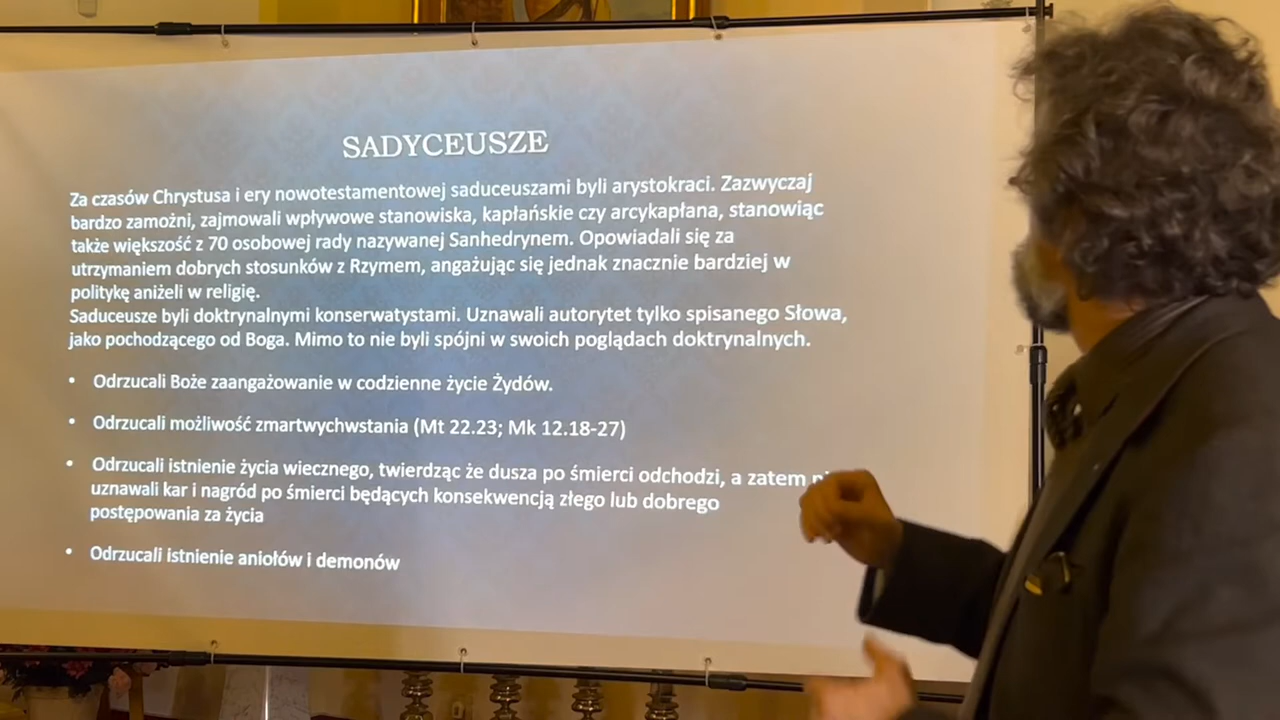 SADYCEUSZE
Za czasów Chrystusa i ery nowotestamentowej saduceuszami byli arystokraci. Zazwyczaj
bardzo zamożni, zajmowali wpływowe stanowiska, kapłańskie czy arcykapłana, stanowiąc
także większość z 70 osobowej rady nazywanej Sanhedrynem. Opowiadali się za
utrzymaniem dobrych stosunków z Rzymem, angażując się jednak znacznie bardziej w
politykę aniżeli w religię.
Saduceusze byli doktrynalnymi konserwatystami. Uznawali autorytet tylko spisanego Słowa,
jako pochodzącego od Boga. Mimo to nie byli spójni w swoich poglądach doktrynalnych.
• Odrzucali Boże zaangażowanie w codzienne życie Żydów.
• Odrzucali możliwość zmartwychwstania (Mt 22.23; Mk 12.18-27)
• Odrzucali istnienie życia wiecznego, twierdząc że dusza po śmierci odchodzi, a zatem
uznawali kar i nagród po śmierci będących konsekwencją złego lub dobrego
postępowania za życia
• Odrzucali istnienie aniołów i demonów